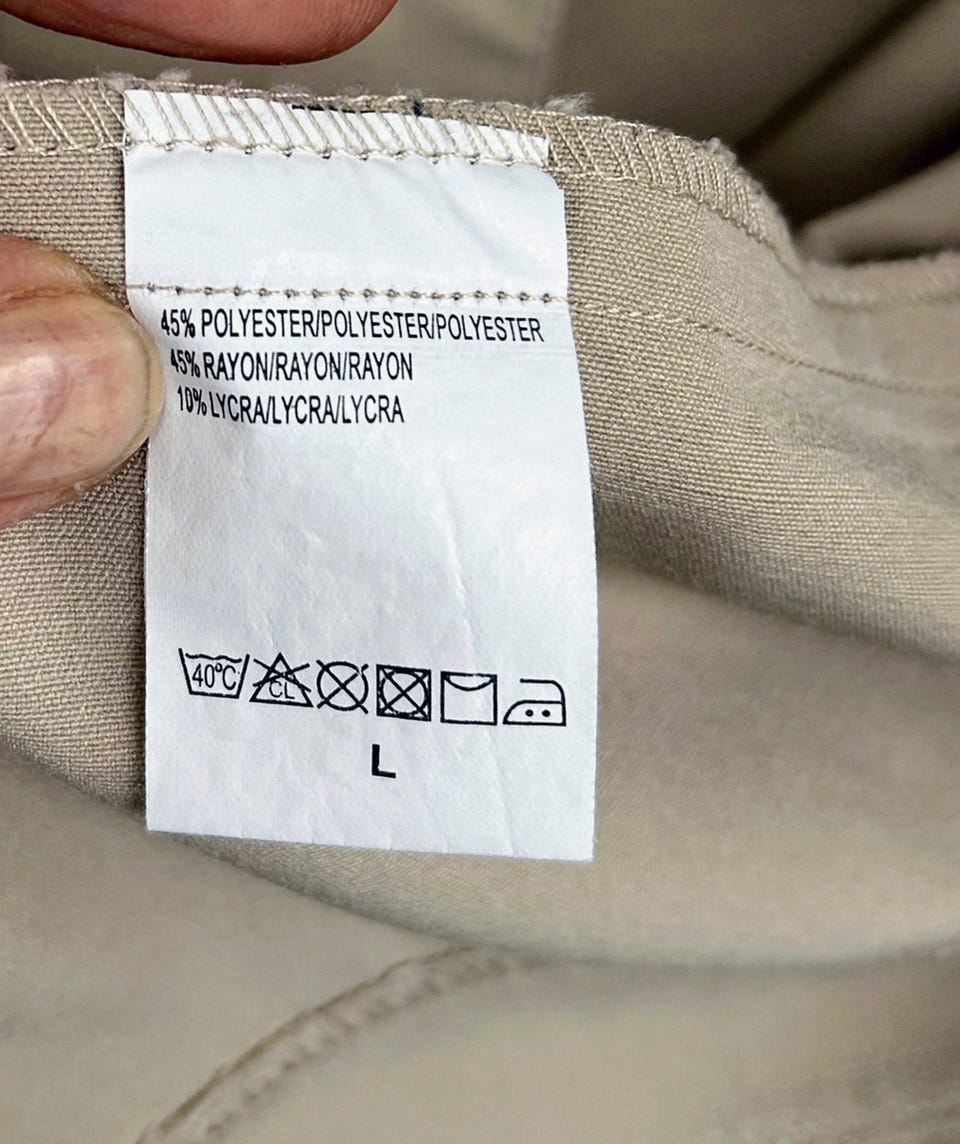 45% POLYESTER/POLYESTER/POLYESTER
45% RAYON/RAYON/RAYON
10% LYCRA/LYCRA/LYCRA
40°C CL
L